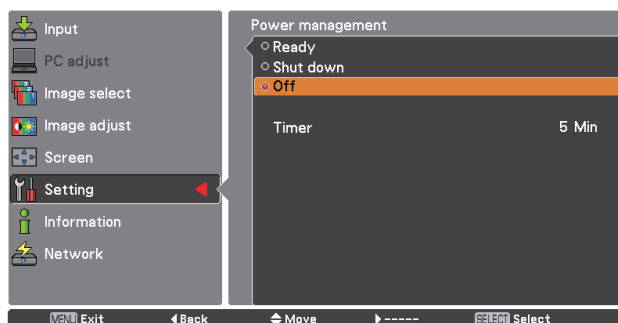 Input
PC adjust
Image select
Image adjust
Screen
Setting
Information
Network
Power management
Ready
Shut down
Off
Timer 5 Min
MENU Exit Back Move ----- SELECT Select